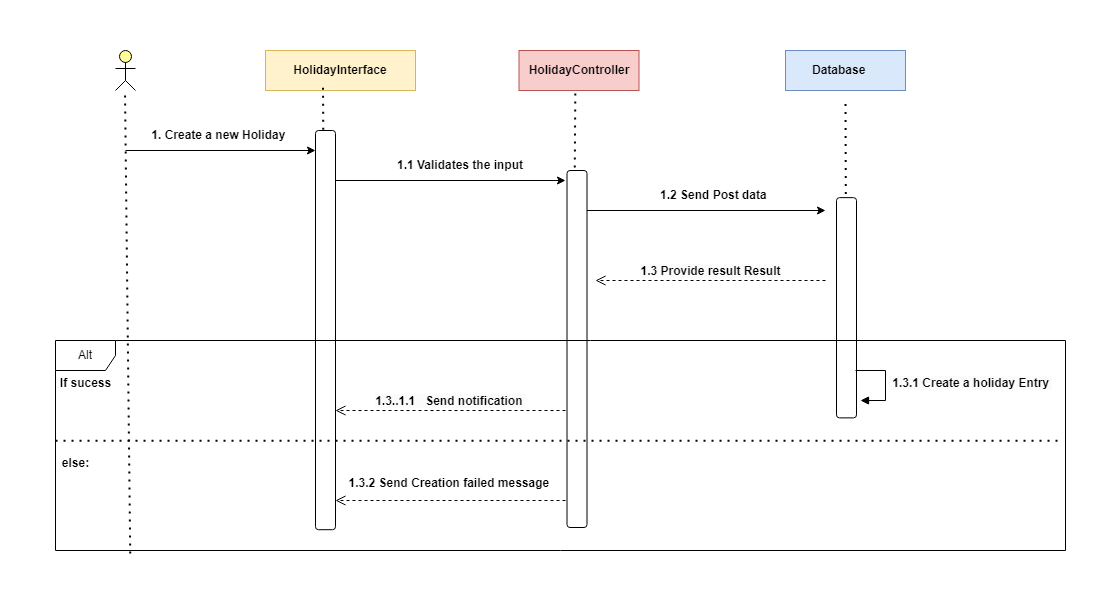 HolidayInterface
HolidayController
Database
1. Create a new Holiday
1.1 Validates the input
1.2 Send Post data
1.3 Provide result Result
Alt
If sucess
1.3.1 Create a holiday Entry
1.3..1.1 Send notification
else:
1.3.2 Send Creation failed message